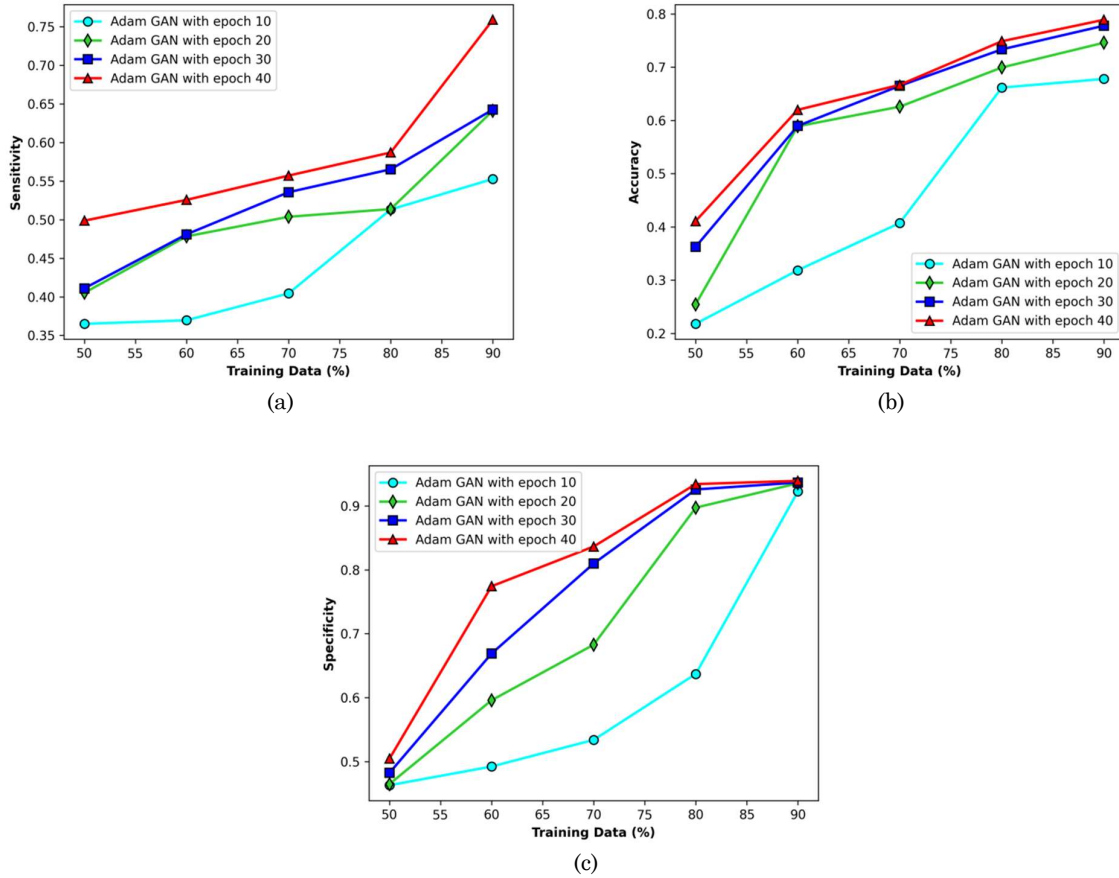 Adam GAN with epoch 10
Adam GAN with epoch 20
Adam GAN with epoch 30
Adam GAN with epoch 40
0.75
0.70
0.65
0.60
0.55
0.50
0.45
0.40
0.35
Sensitivity
50 55 60 65 70 75 80 85 90
Training Data (%)
(a)
0.8
0.7
0.6
0.5
0.4
0.3
0.2
Accuracy
Adam GAN with epoch 10
Adam GAN with epoch 20
Adam GAN with epoch 30
Adam GAN with epoch 40
50 55 60 65 70 75 80 85 90
Training Data (%)
(b)
Adam GAN with epoch 10
Adam GAN with epoch 20
Adam GAN with epoch 30
Adam GAN with epoch 40
0.9
0.8
0.7
0.6
0.5
Specificity
50 55 60 65 70 75 80 85 90
Training Data (%)
(c)